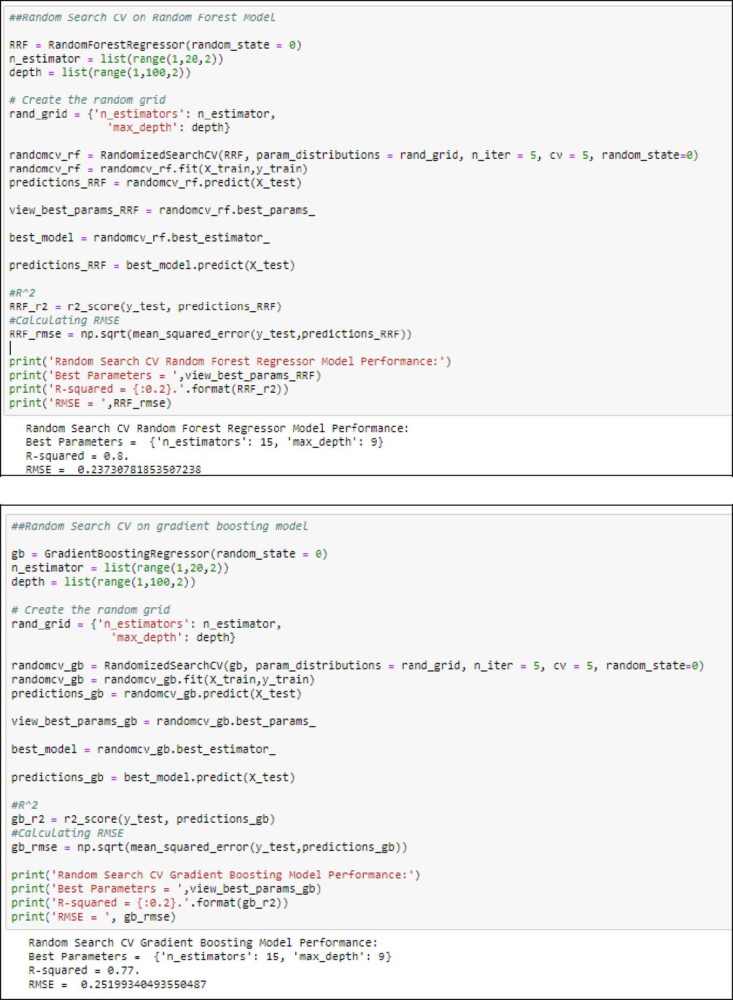 ##Random Search CV on Random Forest Model
RRF = RandomForestRegressor(random_state = 0)
n_estimator = list(range(1,20,2))
depth = list(range(1,100,2))
# Create the random grid
rand_grid = {'n_estimators': n_estimator,
'max_depth': depth}
randomcv_rf = RandomizedSearchCV(RRF, param_distributions = rand_grid, n_iter = 5, cv = 5, random_state=0)
randomcv_rf = randomcv_rf.fit(X_train,y_train)
predictions_RRF = randomcv_rf.predict(X_test)
view_best_params_RRF = randomcv_rf.best_params_
best_model = randomcv_rf.best_estimator_
predictions_RRF = best_model.predict(X_test)
#R^2
RRF_r2 = r2_score(y_test, predictions_RRF)
#Calculating RMSE
RRF_rmse = np.sqrt(mean_squared_error(y_test,predictions_RRF))
print('Random Search CV Random Forest Regressor Model Performance:')
print('Best Parameters = ',view_best_params_RRF)
print('R-squared = {:0.2}.'.format(RRF_r2))
print('RMSE = ',RRF_rmse)
Random Search CV Random Forest Regressor Model Performance:
Best Parameters =  {'n_estimators': 15, 'max_depth': 9}
R-squared = 0.8.
RMSE =  0.23730781853507238
##Random Search CV on gradient boosting model
gb = GradientBoostingRegressor(random_state = 0)
n_estimator = list(range(1,20,2))
depth = list(range(1,100,2))
# Create the random grid
rand_grid = {'n_estimators': n_estimator,
'max_depth': depth}
randomcv_gb = RandomizedSearchCV(gb, param_distributions = rand_grid, n_iter = 5, cv = 5, random_state=0)
randomcv_gb = randomcv_gb.fit(X_train,y_train)
predictions_gb = randomcv_gb.predict(X_test)
view_best_params_gb = randomcv_gb.best_params_
best_model = randomcv_gb.best_estimator_
predictions_gb = best_model.predict(X_test)
#R^2
gb_r2 = r2_score(y_test, predictions_gb)
#Calculating RMSE
gb_rmse = np.sqrt(mean_squared_error(y_test,predictions_gb))
print('Random Search CV Gradient Boosting Model Performance:')
print('Best Parameters = ',view_best_params_gb)
print('R-squared = {:0.2}.'.format(gb_r2))
print('RMSE = ', gb_rmse)
Random Search CV Gradient Boosting Model Performance:
Best Parameters =  {'n_estimators': 15, 'max_depth': 9}
R-squared = 0.77.
RMSE =  0.25199340493550487